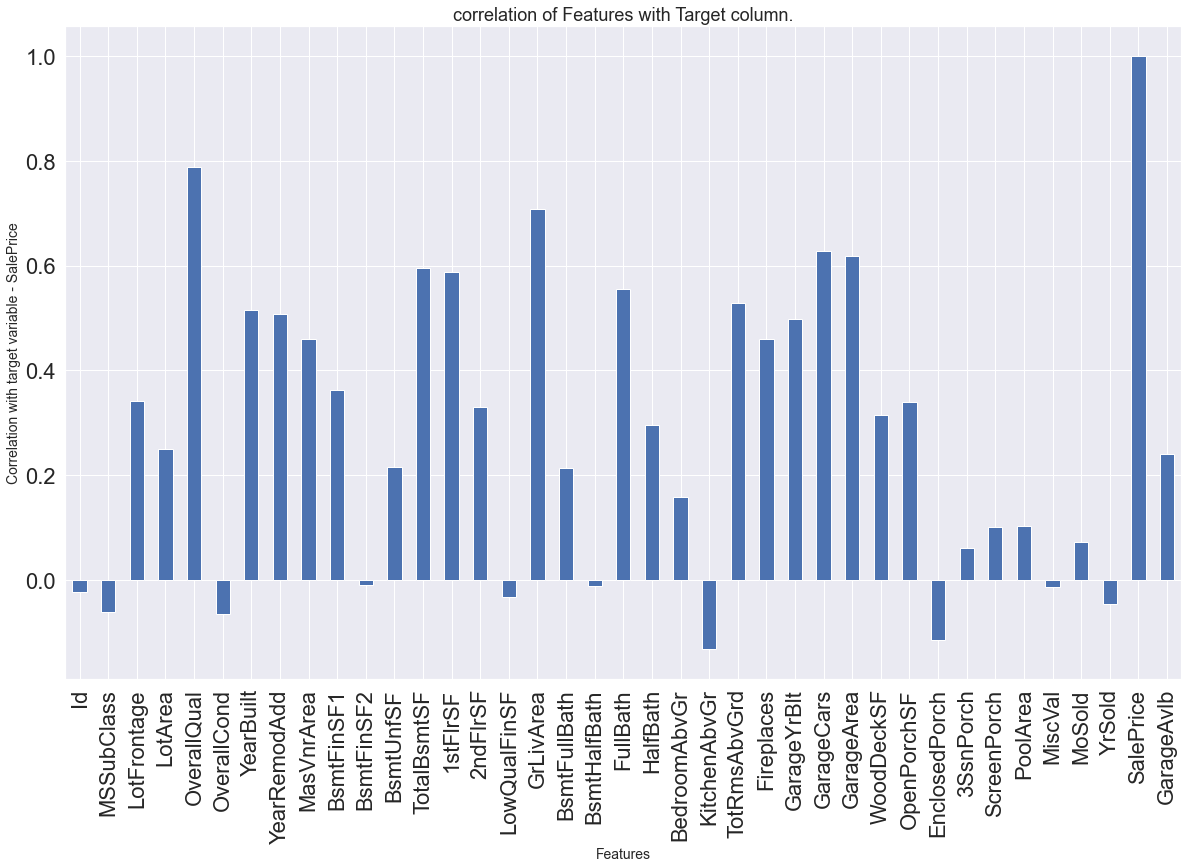 correlation of Features with Target column.
Correlation with target variable - SalePrice
1.0
0.8
0.6
0.4
0.2
0.0
Id
MSSubClass
LotFrontage
LotArea
OverallQual
OverallCond
YearBuilt
YearRemodAdd
MasVnrArea
BsmtFinSF1
BsmtFinSF2
BsmtUnfSF
TotalBsmtSF
1stFlrSF
2ndFlrSF
LowQualFinSF
GrLivArea
BsmtFullBath
BsmtHalfBath
FullBath
HalfBath
BedroomAbvGr
KitchenAbvGr
TotRmsAbvGrd
Fireplaces
GarageYrBlt
GarageCars
GarageArea
WoodDeckSF
OpenPorchSF
EnclosedPorch
3SsnPorch
ScreenPorch
PoolArea
MiscVal
MoSold
YrSold
SalePrice
GarageAvlb
Features